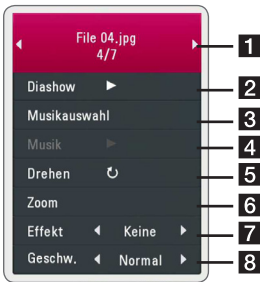 File 04.jpg
4/7
1
Diashow
2
Musikauswahl
3
Musik
4
Drehen
5
Zoom
6
Effekt Keine
7
Geschw. Normal
8